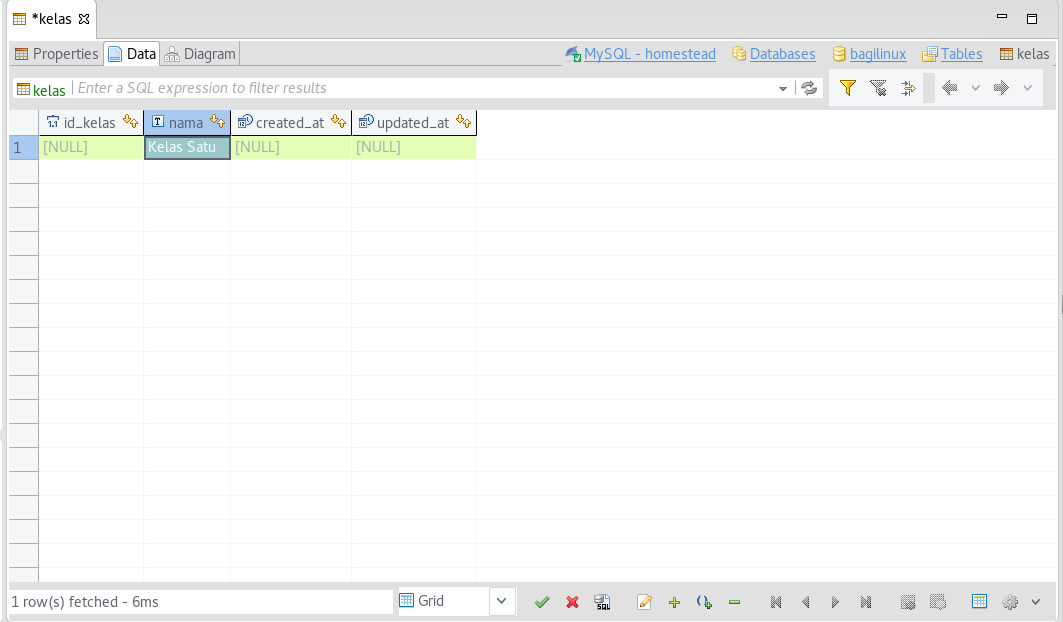 *kelas
Properties Data Diagram MySQL - homestead Databases bagilinux Tables kelas
kelas Enter a SQL expression to filter results
id_kelas nama created_at updated_at
1 [NULL] Kelas Satu [NULL] [NULL]
1 row(s) fetched - 6ms Grid SQL